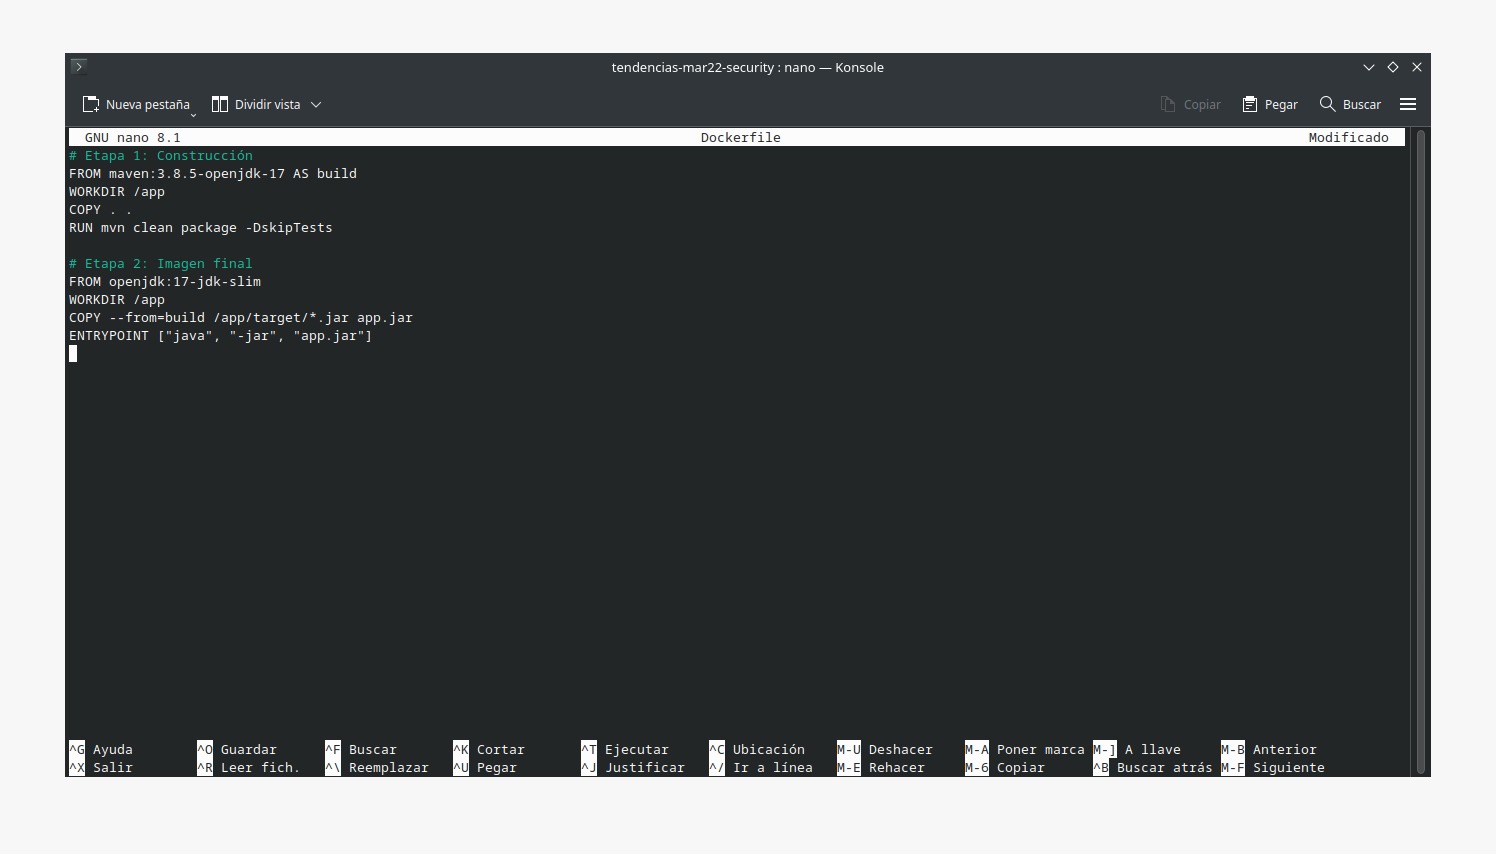 tendencias-mar22-security : nano — Konsole
Nueva pestaña Dividir vista Copiar Pegar Buscar
GNU nano 8.1 Dockerfile Modificado
# Etapa 1: Construcción
FROM maven:3.8.5-openjdk-17 AS build
WORKDIR /app
COPY . .
RUN mvn clean package -DskipTests
# Etapa 2: Imagen final
FROM openjdk:17-jdk-slim
WORKDIR /app
COPY --from=build /app/target/*.jar app.jar
ENTRYPOINT ["java", "-jar", "app.jar"]
^G Ayuda ^O Guardar ^F Buscar ^K Cortar ^T Ejecutar ^C Ubicación M-U Deshacer M-A Poner marca M-] A llave M-B Anterior
^X Salir ^R Leer fich. ^\ Reemplazar ^U Pegar ^J Justificar ^/ Ir a línea M-E Rehacer M-6 Copiar ^B Buscar atrás M-F Siguiente